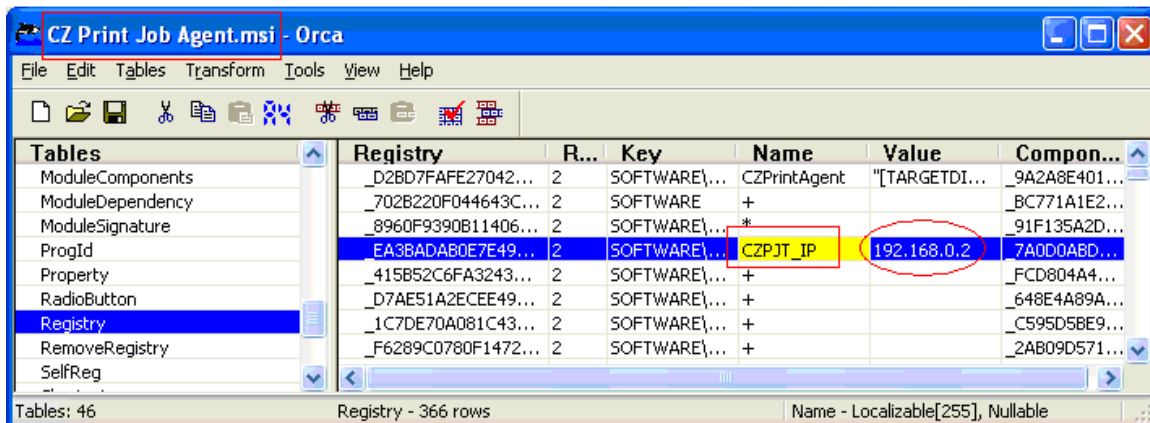 CZ Print Job Agent.msi - Orca
File Edit Tables Transform Tools View Help
Tables Registry R... Key Name Value Compon...
ModuleComponents _D2BD7FAFE27042... 2 SOFTWARE\... CZPrintAgent "[TARGETDI... _9A2A8E401...
ModuleDependency _702B220F044643C... 2 SOFTWARE + _BC771A1E2...
ModuleSignature _8960F9390B11406... 2 SOFTWARE\... * _91F135A2D...
ProgId _EA3BADAB0E7E49... 2 SOFTWARE\... CZPJT_IP 192.168.0.2 _7A0D0ABD...
Property _415B52C6FA3243... 2 SOFTWARE\... + _FCD804A4...
RadioButton _D7AE51A2ECEE49... 2 SOFTWARE\... + _648E4A89A...
Registry _1C7DE70A081C43... 2 SOFTWARE\... + _C595D5BE9...
RemoveRegistry _F6289C0780F1472... 2 SOFTWARE\... + _2AB09D571...
SelfReg
Tables: 46 Registry - 366 rows Name - Localizable[255], Nullable